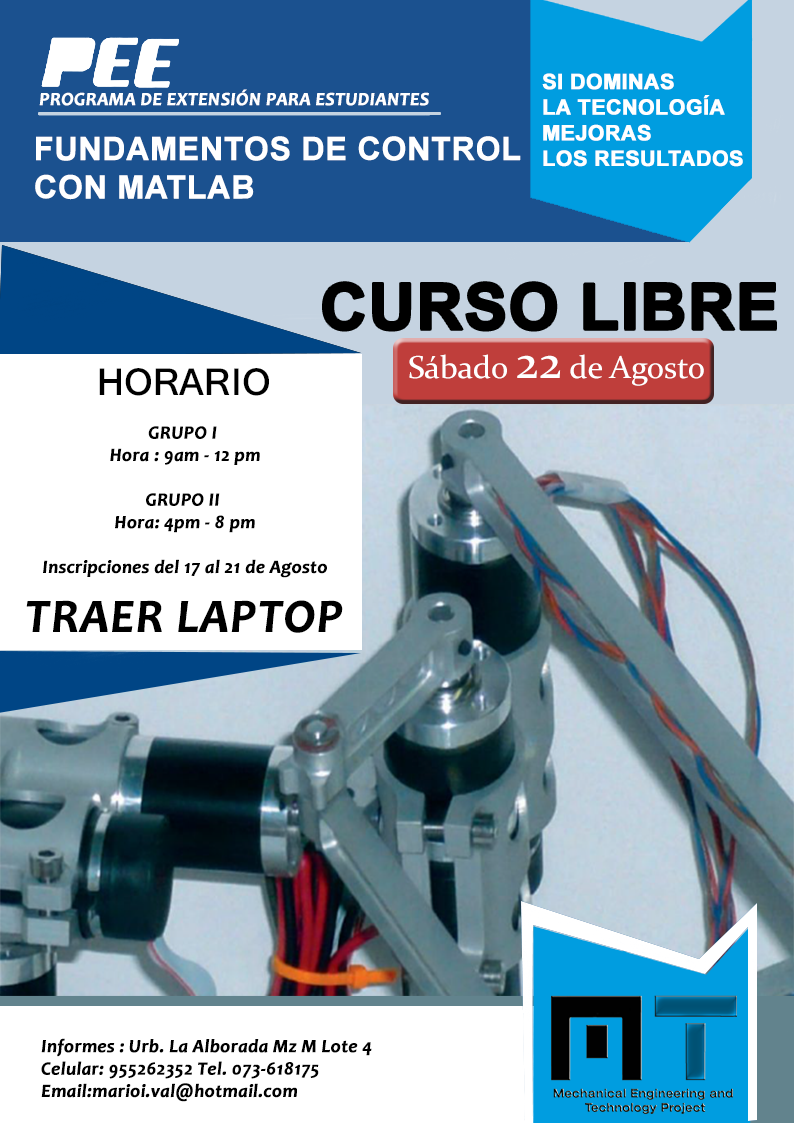 PEE
PROGRAMA DE EXTENSIÓN PARA ESTUDIANTES
FUNDAMENTOS DE CONTROL
CON MATLAB
SI DOMINAS
LA TECNOLOGÍA
MEJORAS
LOS RESULTADOS
CURSO LIBRE
Sábado 22 de Agosto
HORARIO
GRUPO I
Hora : 9am - 12 pm
GRUPO II
Hora: 4pm - 8 pm
Inscripciones del 17 al 21 de Agosto
TRAER LAPTOP
Informes : Urb. La Alborada Mz M Lote 4
Celular: 955262352 Tel. 073-618175
Email:marioi.val@hotmail.com
MT
Mechanical Engineering and
Technology Project